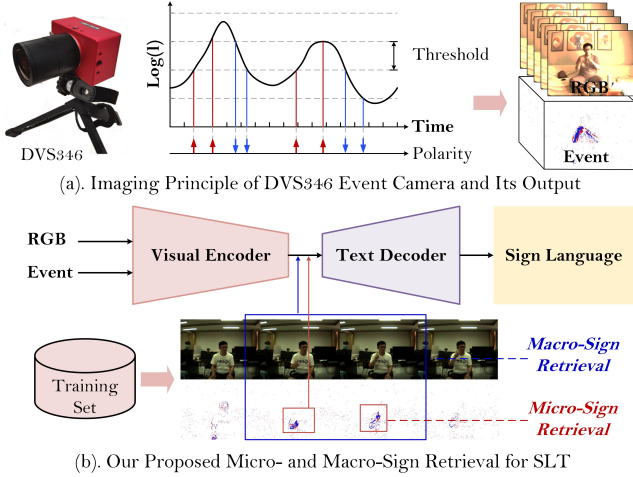 Log(I)
Threshold
Time
Polarity
DVS346
RGB
Event
(a). Imaging Principle of DVS346 Event Camera and Its Output
RGB
Event
Visual Encoder
Text Decoder
Sign Language
Training
Set
Macro-Sign
Retrieval
Micro-Sign
Retrieval
(b). Our Proposed Micro- and Macro-Sign Retrieval for SLT